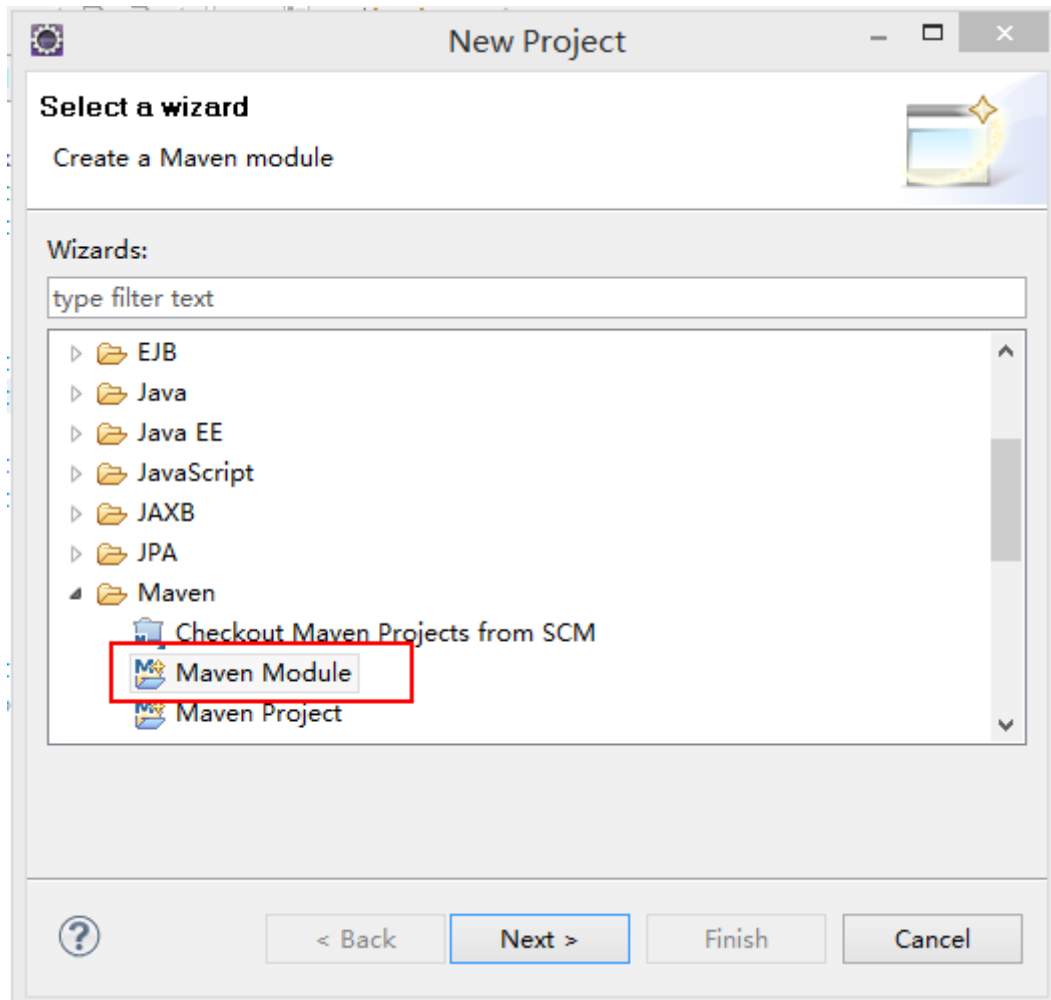 New Project
Select a wizard
Create a Maven module
Wizards:
type filter text
EJB
Java
Java EE
JavaScript
JAXB
JPA
Maven
Checkout Maven Projects from SCM
Maven Module
Maven Project
< Back Next > Finish Cancel